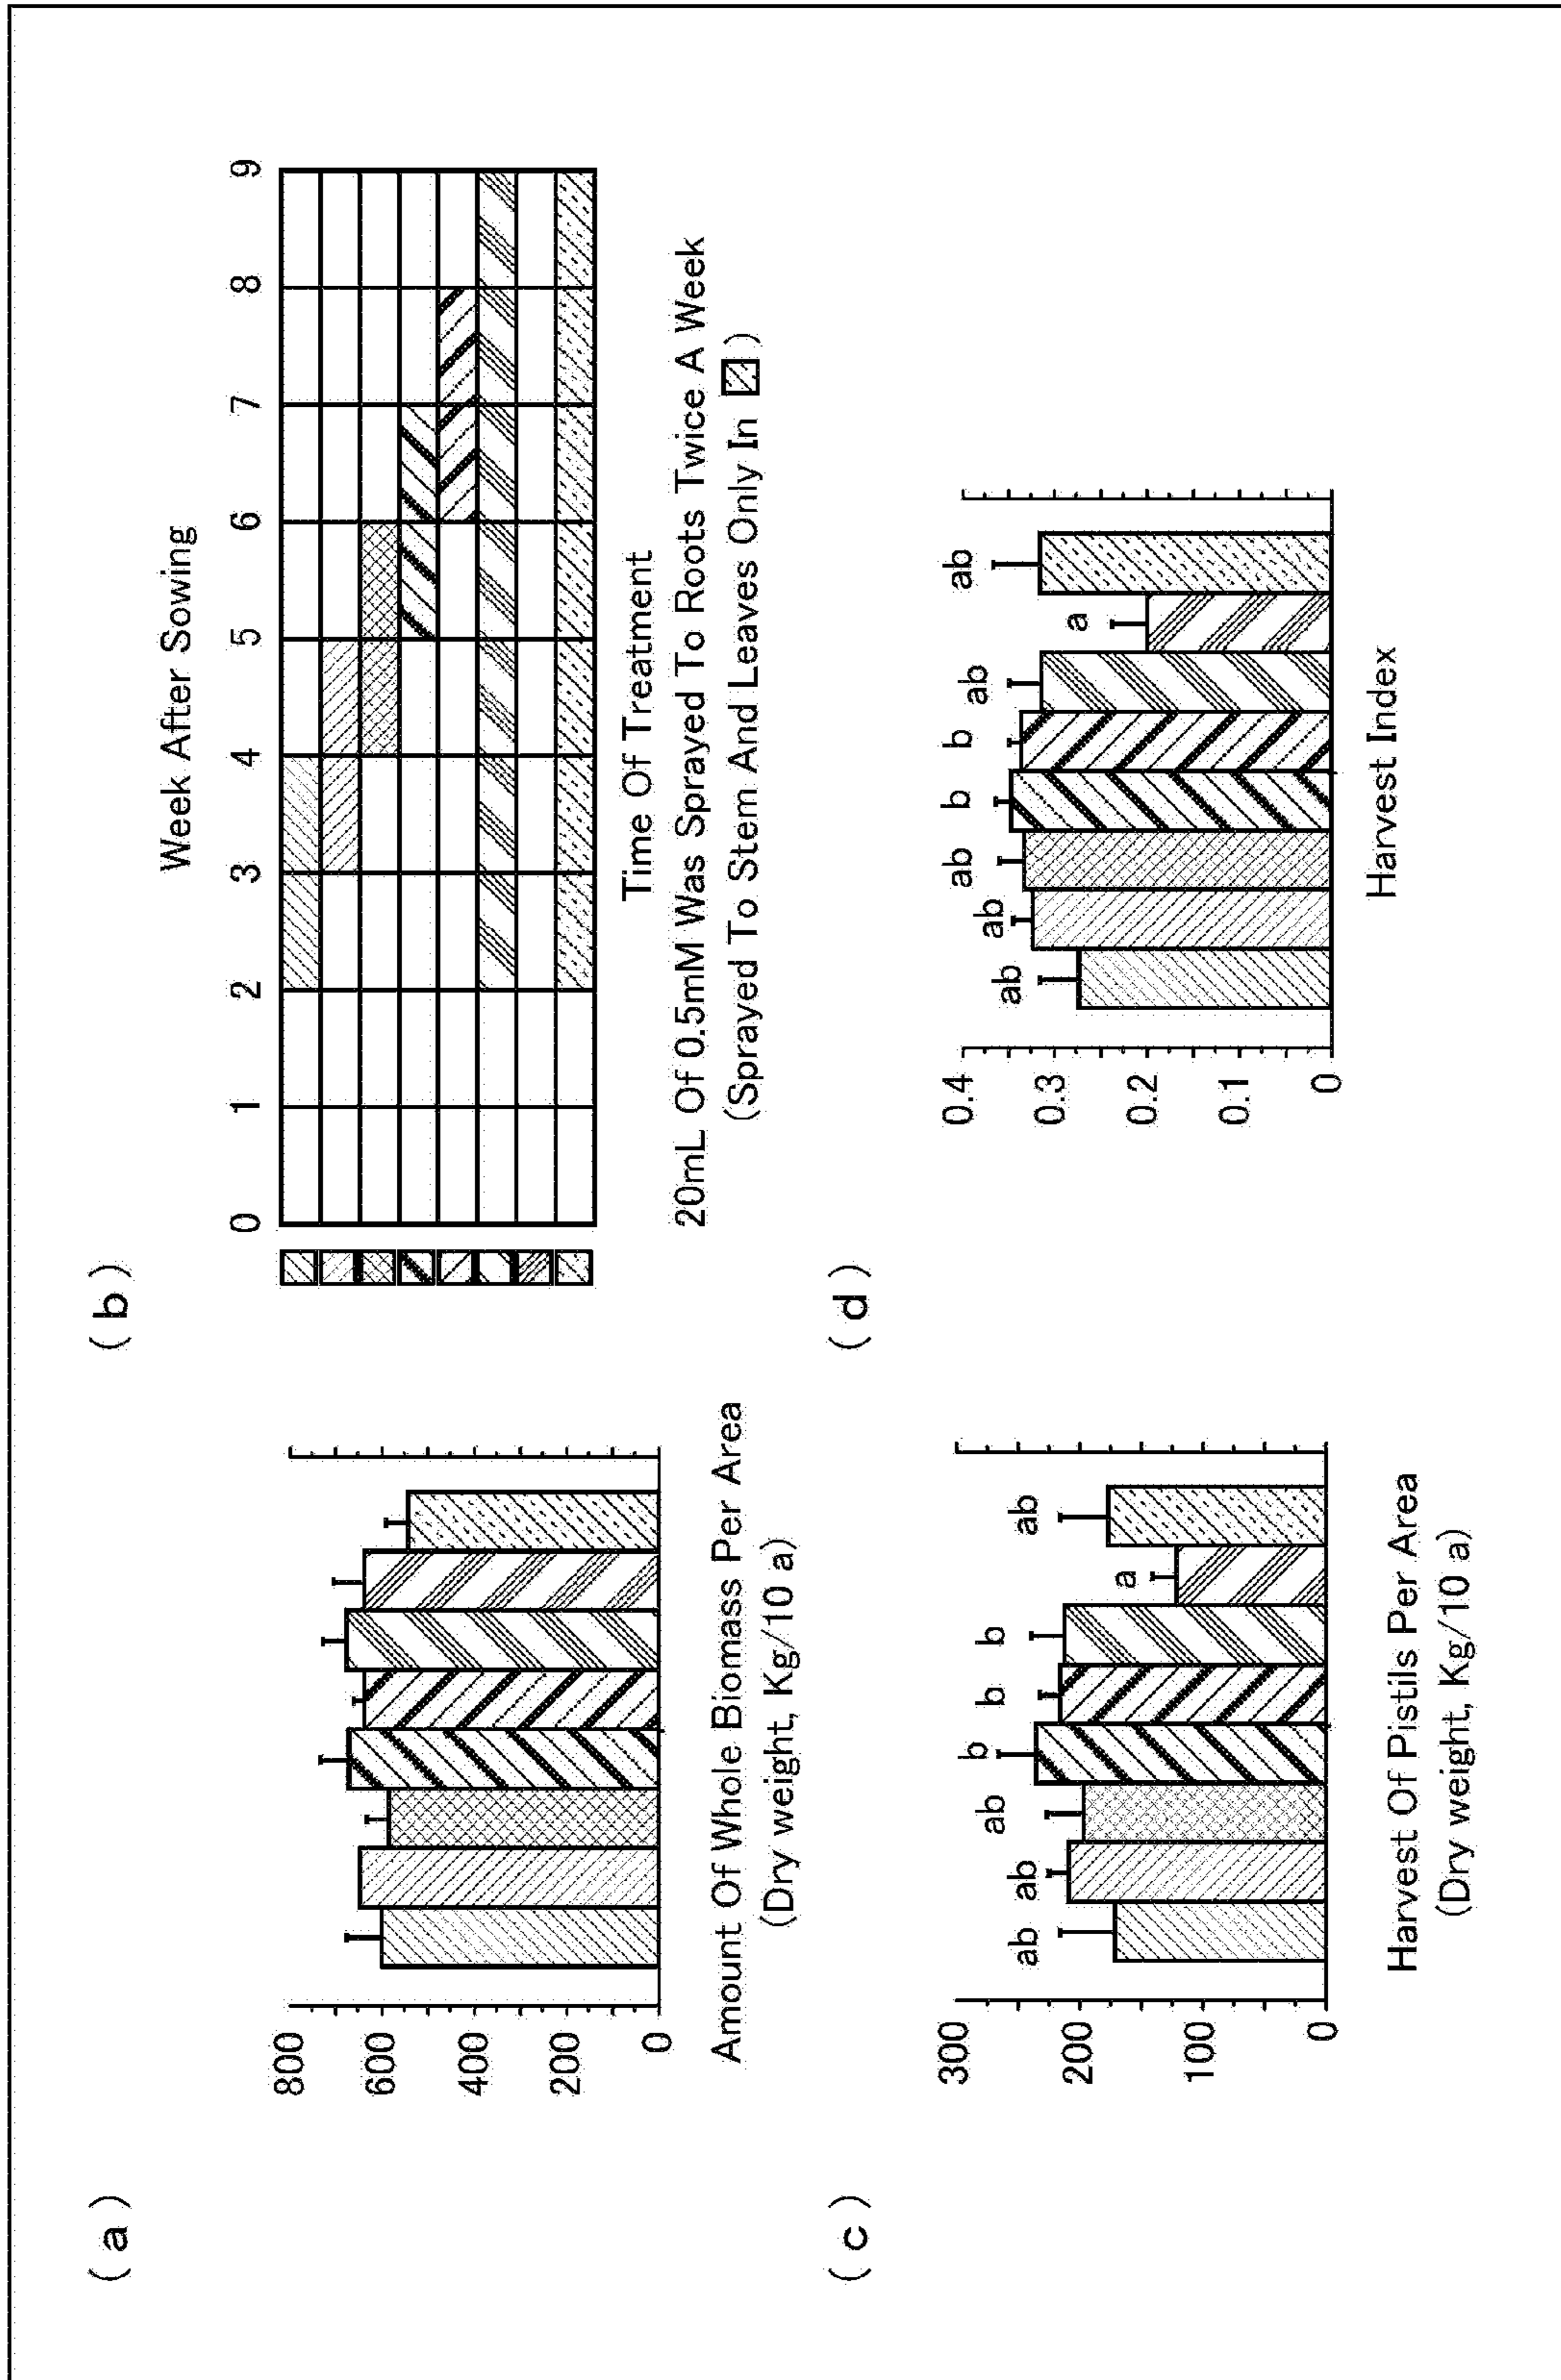 ( a )
800
600
400
200
0
Amount Of Whole Biomass Per Area
(Dry weight, Kg/10 a)
( b )
Week After Sowing
0 1 2 3 4 5 6 7 8 9
Time Of Treatment
20mL Of 0.5mM Was Sprayed To Roots Twice A Week
(Sprayed To Stem And Leaves Only In )
( c )
300
200
100
0
ab ab ab b b b a ab
Harvest Of Pistils Per Area
(Dry weight, Kg/10 a)
( d )
0.4
0.3
0.2
0.1
0
ab ab ab b b ab a ab
Harvest Index